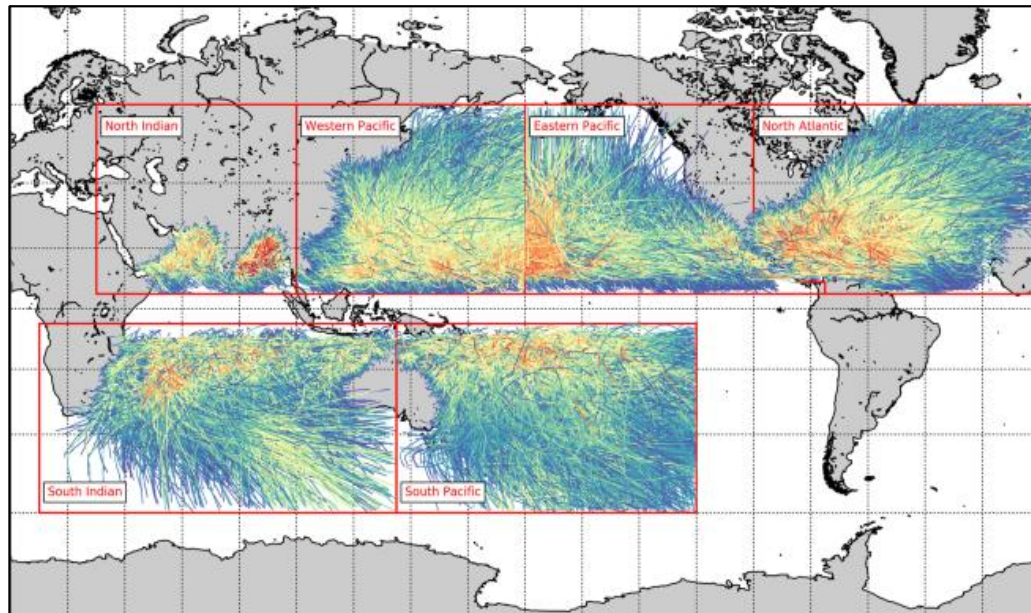 North Indian
Western Pacific
Eastern Pacific
North Atlantic
South Indian
South Pacific